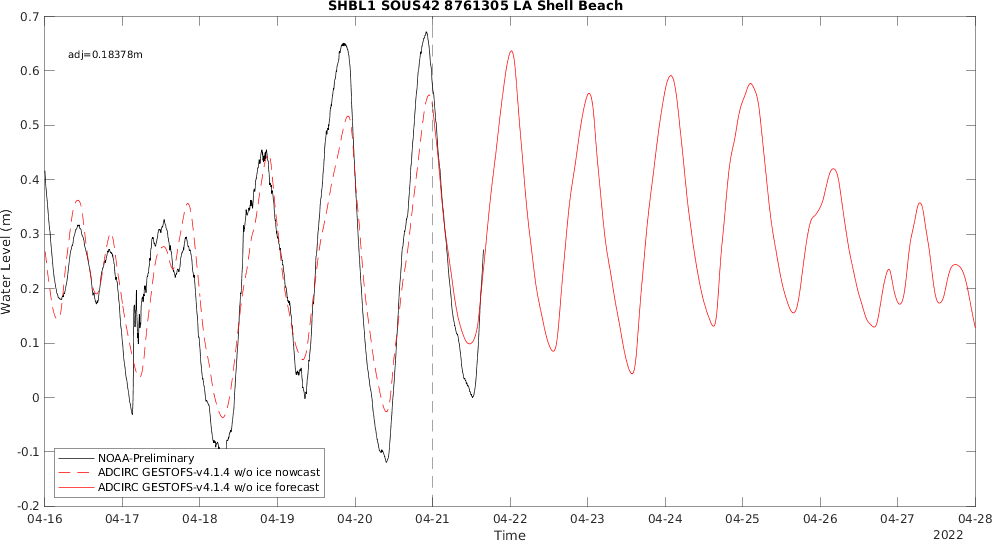 SHBL1 SOUS42 8761305 LA Shell Beach
adj=0.18378m
Water Level (m)
0.7
0.6
0.5
0.4
0.3
0.2
0.1
0
-0.1
-0.2
NOAA-Preliminary
ADCIRC GESTOFS-v4.1.4 w/o ice nowcast
ADCIRC GESTOFS-v4.1.4 w/o ice forecast
04-16 04-17 04-18 04-19 04-20 04-21 04-22 04-23 04-24 04-25 04-26 04-27 04-28
Time
2022